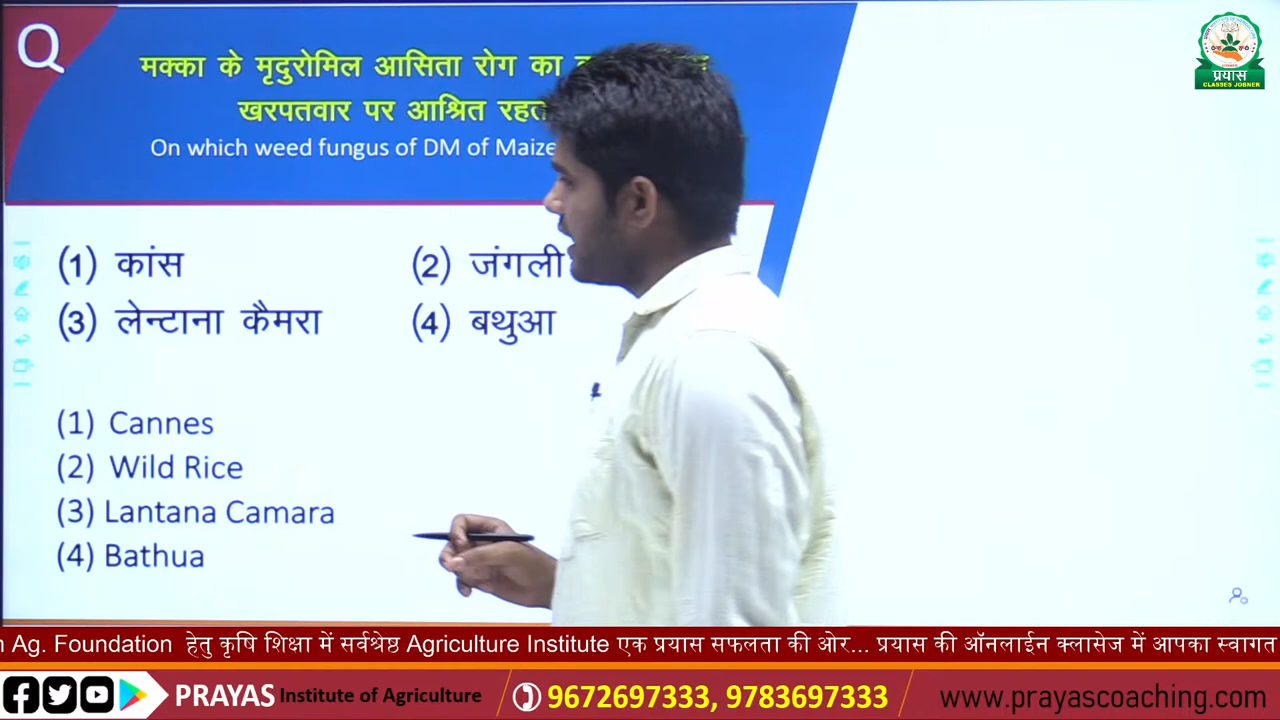 Q
मक्का के मृदुरोमिल आसिता रोग का
खरपतवार पर आश्रित
On which weed fungus of DM of Maize
(1) कांस
(2) जंगली
(3) लेन्टाना कैमरा
(4) बथुआ
(1) Cannes
(2) Wild Rice
(3) Lantana Camara
(4) Bathua
प्रयास
CLASSES JOBNER
Ag. Foundation हेतु कृषि शिक्षा में सर्वश्रेष्ठ Agriculture Institute एक प्रयास सफलता की ओर... प्रयास की ऑनलाईन क्लासेज में आपका स्वागत
PRAYAS Institute of Agriculture
9672697333, 9783697333
www.prayascoaching.com